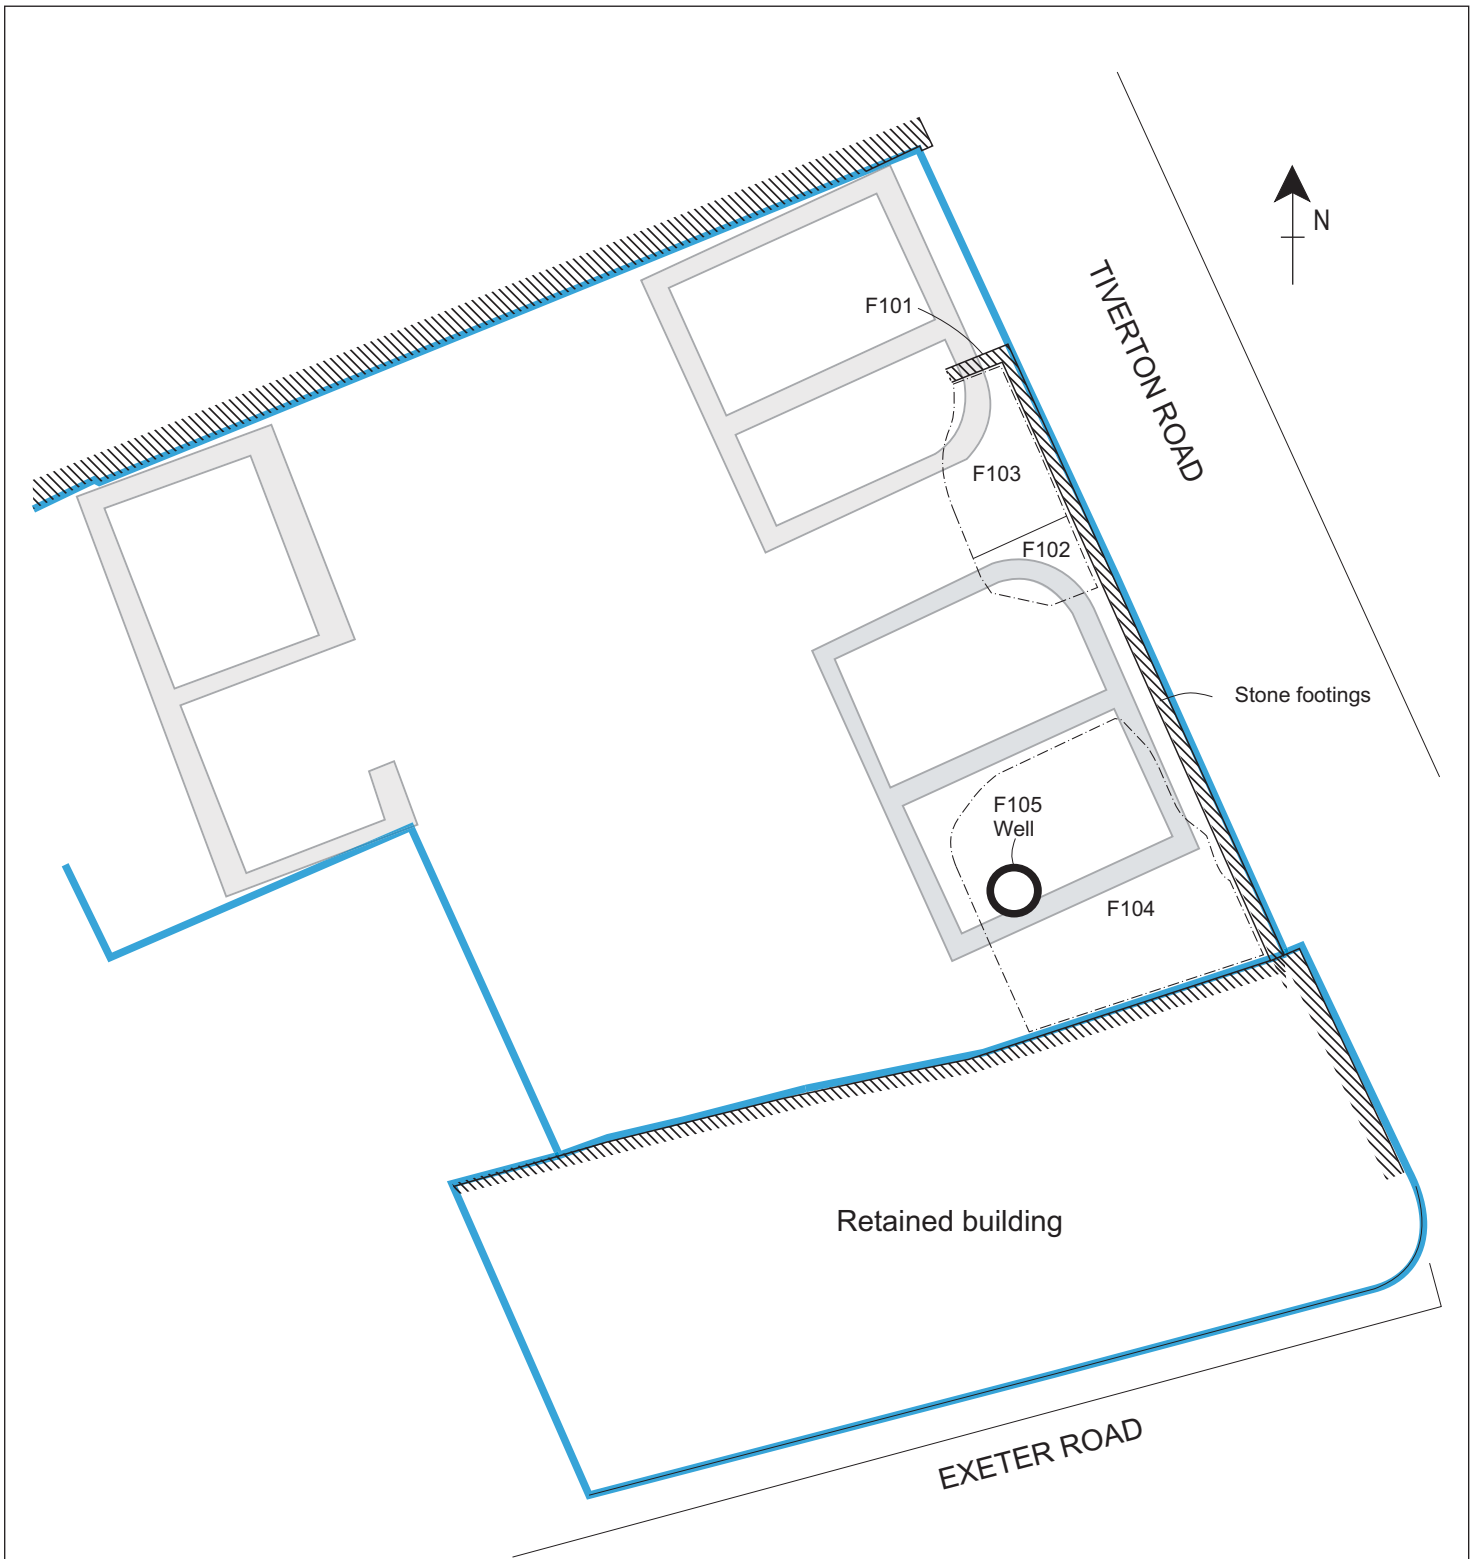 N
TIVERTON ROAD
F101
F103
F102
Stone footings
F105
Well
F104
Retained building
EXETER ROAD